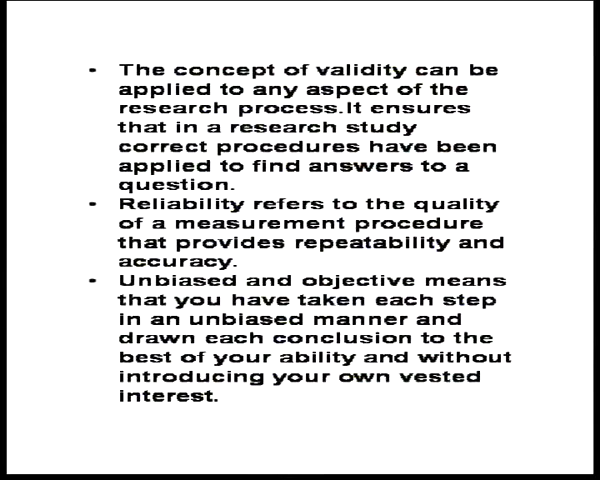 • The concept of validity can be
applied to any aspect of the
research process.It ensures
that in a research study
correct procedures have been
applied to find answers to a
question.
• Reliability refers to the quality
of a measurement procedure
that provides repeatability and
accuracy.
• Unbiased and objective means
that you have taken each step
in an unbiased manner and
drawn each conclusion to the
best of your ability and without
introducing your own vested
interest.